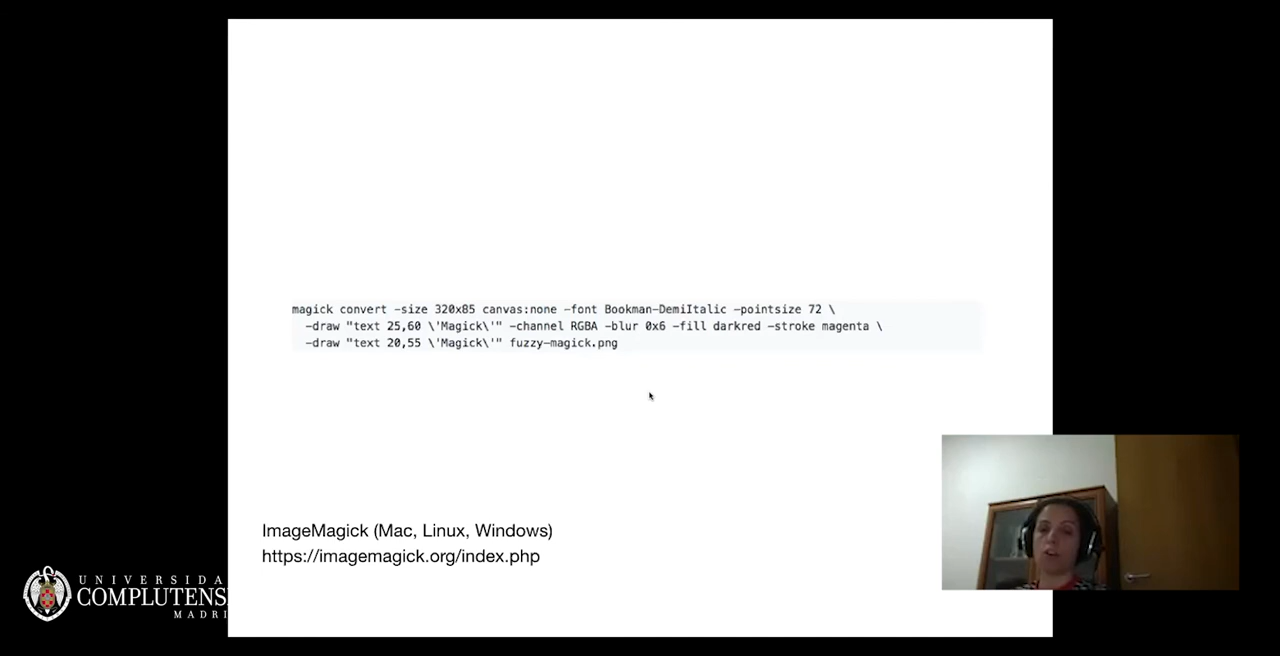 magick convert -size 320x85 canvas:none -font Bookman-DemiItalic -pointsize 72 \
-draw "text 25,60 \'Magick\'" -channel RGBA -blur 0x6 -fill darkred -stroke magenta \
-draw "text 20,55 \'Magick\'" fuzzy-magick.png
ImageMagick (Mac, Linux, Windows)
https://imagemagick.org/index.php
UNIVERSIDA
COMPLUTENS
MADRI